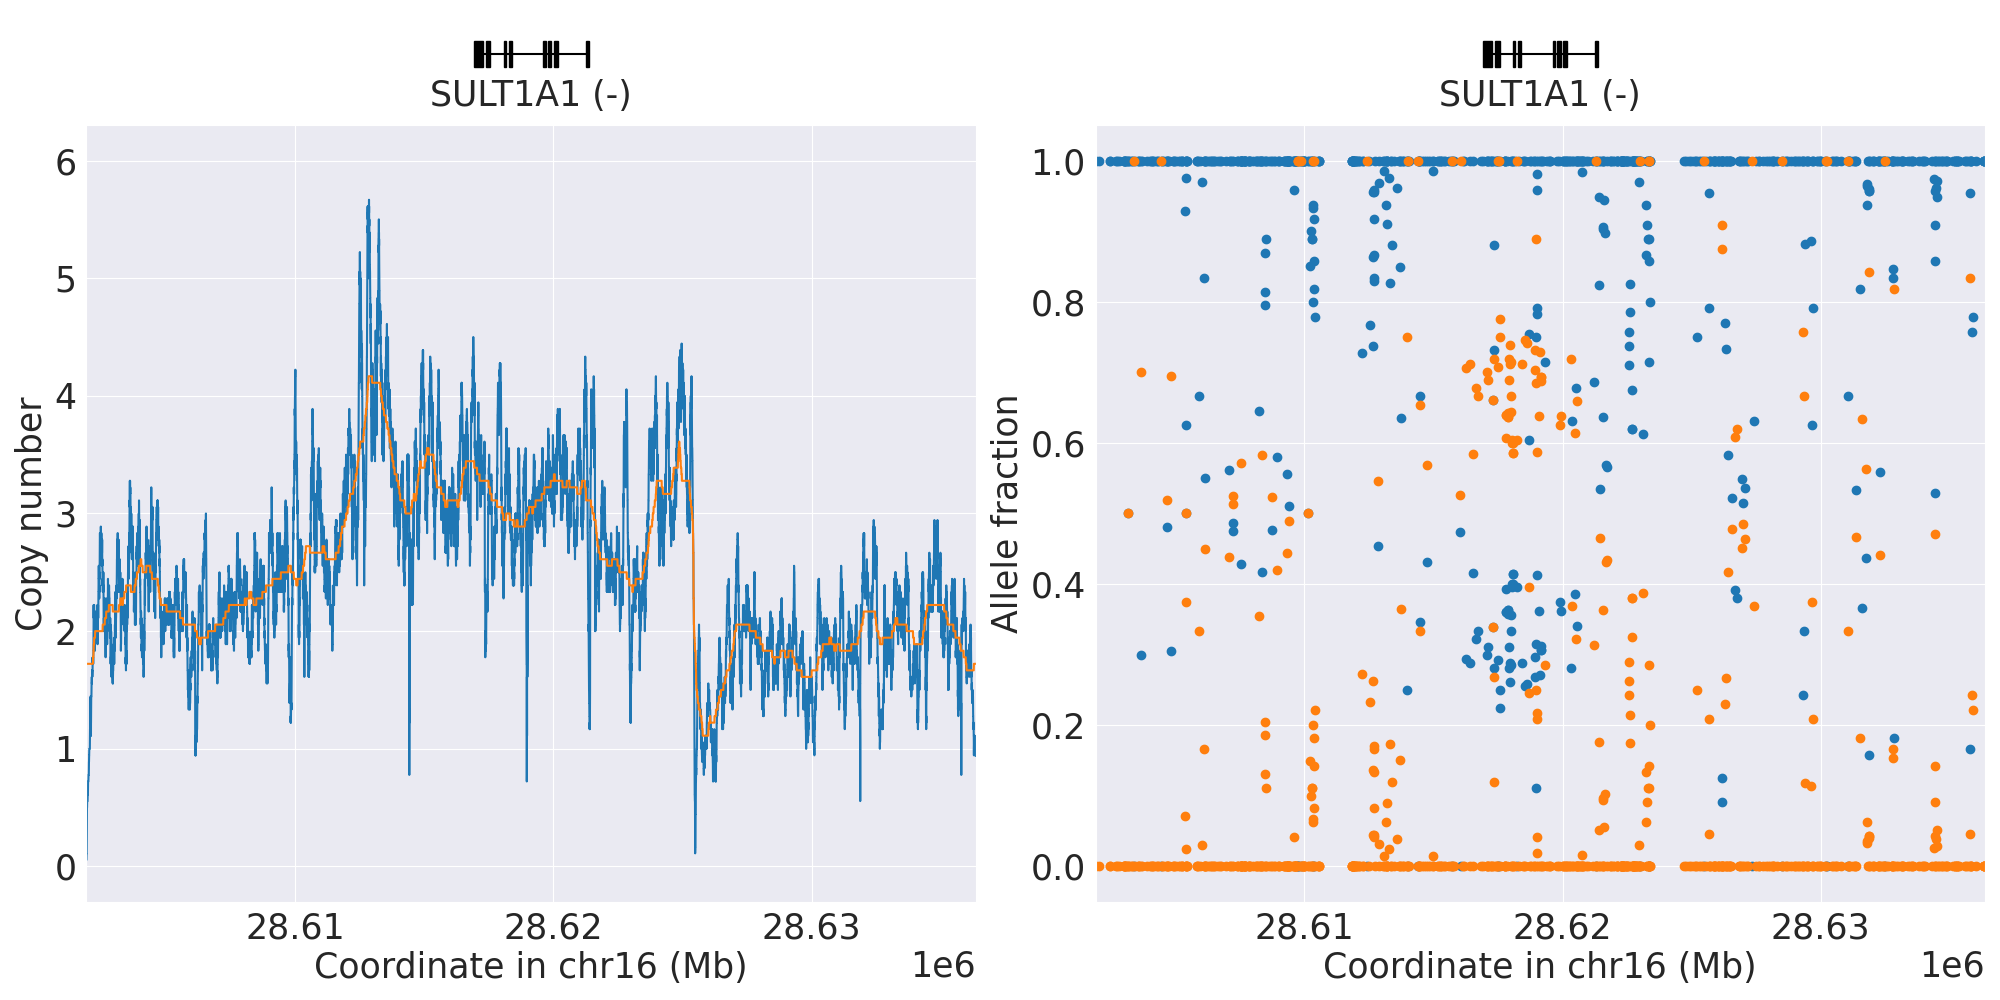 SULT1A1 (-)
6
5
4
3
2
1
0
Copy number
28.61
28.62
28.63
Coordinate in chr16 (Mb)
1e6
SULT1A1 (-)
1.0
0.8
0.6
0.4
0.2
0.0
Allele fraction
28.61
28.62
28.63
Coordinate in chr16 (Mb)
1e6